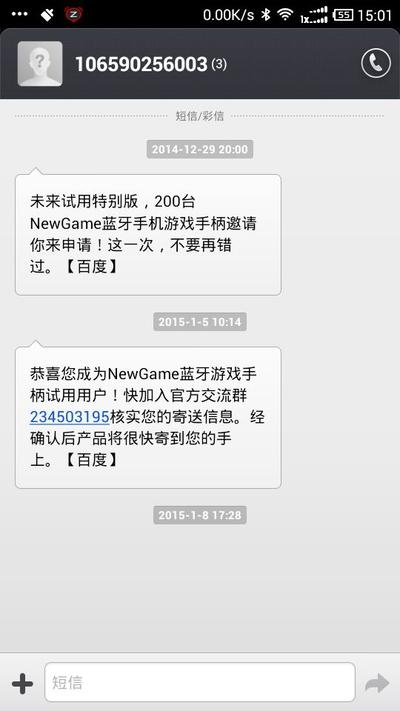 0.00K/s 1x 55 15:01
106590256003 (3)
短信/彩信
2014-12-29 20:00
未来试用特别版，200台
NewGame蓝牙手机游戏手柄邀请
你来申请！这一次，不要再错
过。【百度】
2015-1-5 10:14
恭喜您成为NewGame蓝牙游戏手
柄试用用户！快加入官方交流群
234503195核实您的寄送信息。经
确认后产品将很快寄到您的手
上。【百度】
2015-1-8 17:28
短信